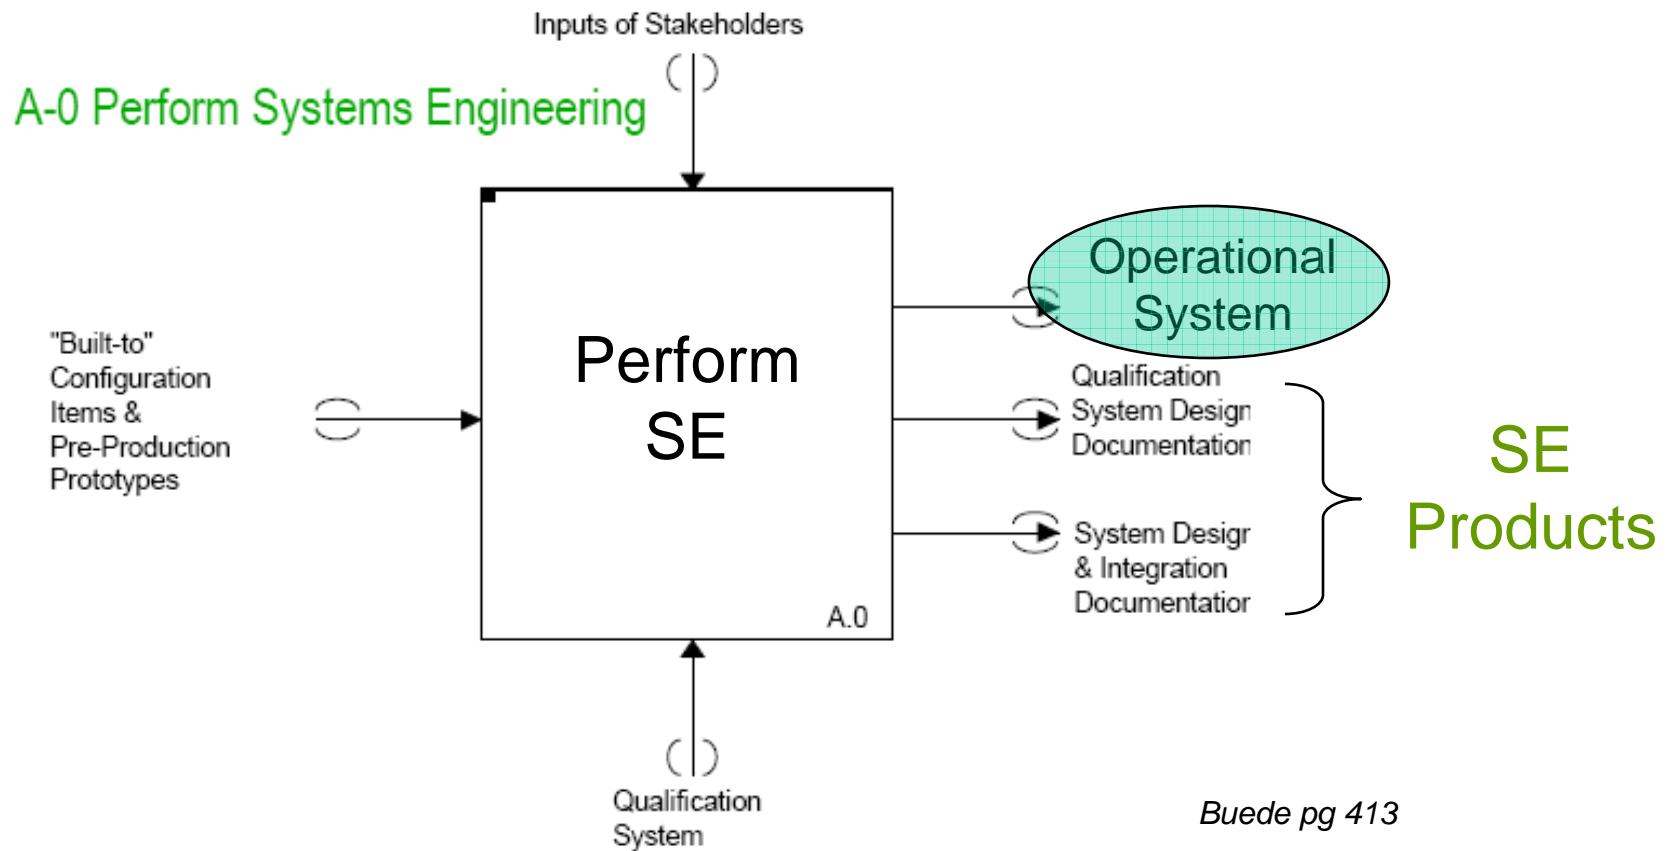 Inputs of Stakeholders
A-0 Perform Systems Engineering
"Built-to"
Configuration
Items &
Pre-Production
Prototypes
Perform
SE
A.0
Operational
System
Qualification
System Design
Documentation
System Design
& Integration
Documentation
SE
Products
Qualification
System
Buede pg 413